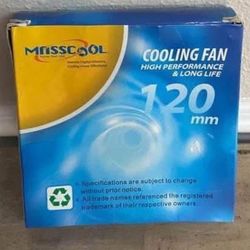 MASSCOOL
COOLING FAN
HIGH PERFORMANCE
& LONG LIFE
120
mm
Specifications are subject to change
without prior notice.
All trade names referenced the registered
trademark of their respective owners.